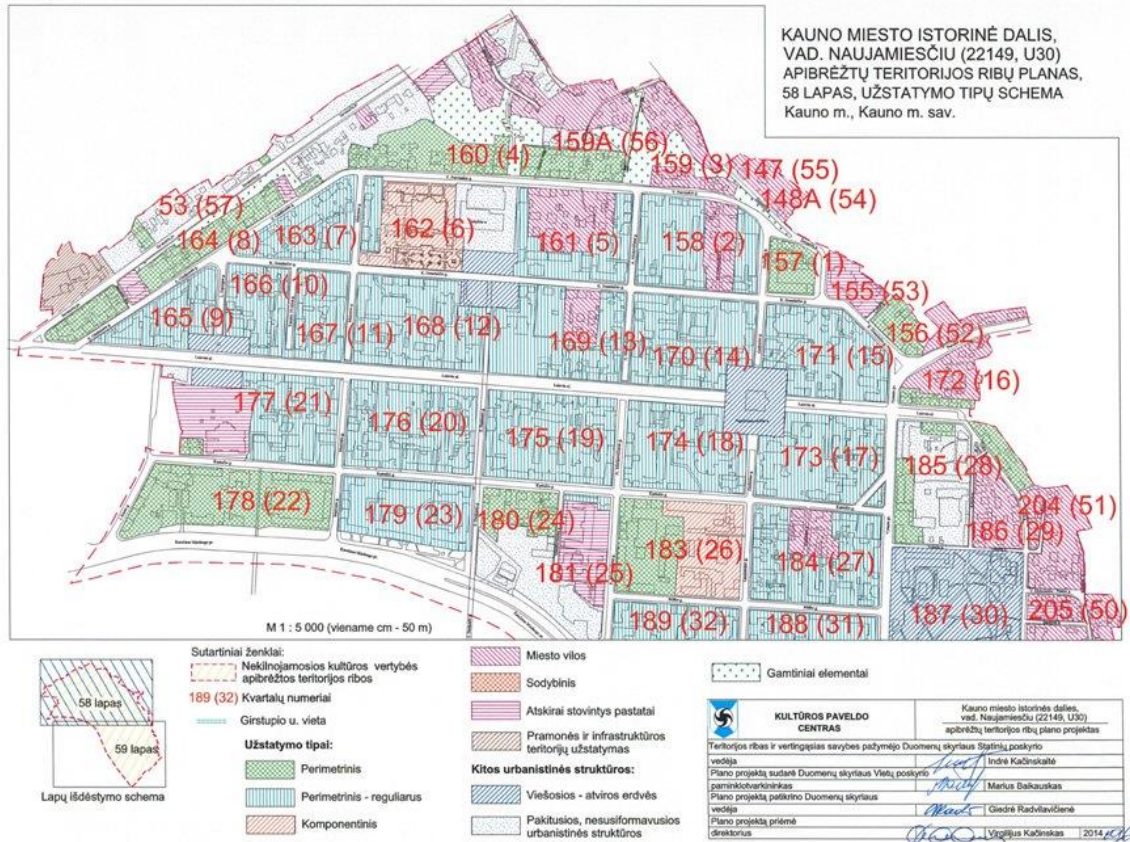 KAUNO MIESTO ISTORINĖ DALIS,
VAD. NAUJAMIESČIU (22149, U30)
APIBRĖŽTŲ TERITORIJOS RIBŲ PLANAS,
58 LAPAS, UŽSTATYMO TIPŲ SCHEMA
Kauno m., Kauno m. sav.
159A (56)
160 (4)
159 (3)
147 (55)
148A (54)
53 (57)
164 (8)
163 (7)
162 (6)
161 (5)
158 (2)
157 (1)
155 (53)
166 (10)
165 (9)
167 (11)
168 (12)
169 (13)
170 (14)
171 (15)
156 (52)
172 (16)
177 (21)
176 (20)
175 (19)
174 (18)
173 (17)
185 (28)
204 (51)
186 (29)
178 (22)
179 (23)
180 (24)
181 (25)
183 (26)
184 (27)
187 (30)
205 (50)
189 (32)
188 (31)
M 1 : 5 000 (viename cm - 50 m)
58 lapas
59 lapas
Lapų išdėstymo schema
Sutartiniai ženklai:
Nekilnojamosios kultūros vertybės
apibrėžtos teritorijos ribos
189 (32) Kvartalų numeriai
Girstupio u. vieta
Užstatymo tipai:
Perimetrinis
Perimetrinis - reguliarus
Komponentinis
Miesto vilos
Sodybinis
Atskirai stovintys pastatai
Pramonės ir infrastruktūros
teritorijų užstatymas
Kitos urbanistinės struktūros:
Viešosios - atviros erdvės
Pakitusios, nesusiformavusios
urbanistinės struktūros
Gamtiniai elementai
KULTŪROS PAVELDO
CENTRAS
Kauno miesto istorinės dalies,
vad. Naujamiesčiu (22149, U30)
apibrėžtų teritorijos ribų plano projektas
Teritorijos ribas ir vertingąsias savybes pažymėjo Duomenų skyriaus Statinių poskyrio
vedėja Indrė Kačinskaitė
Plano projektą sudarė Duomenų skyriaus Vietų poskyrio
paminklotvarkininkas Marius Balkauskas
Plano projektą patikrino Duomenų skyriaus
vedėja Giedrė Radvilavičienė
Plano projektą priėmė
direktorius Virgilijus Kačinskas 2014